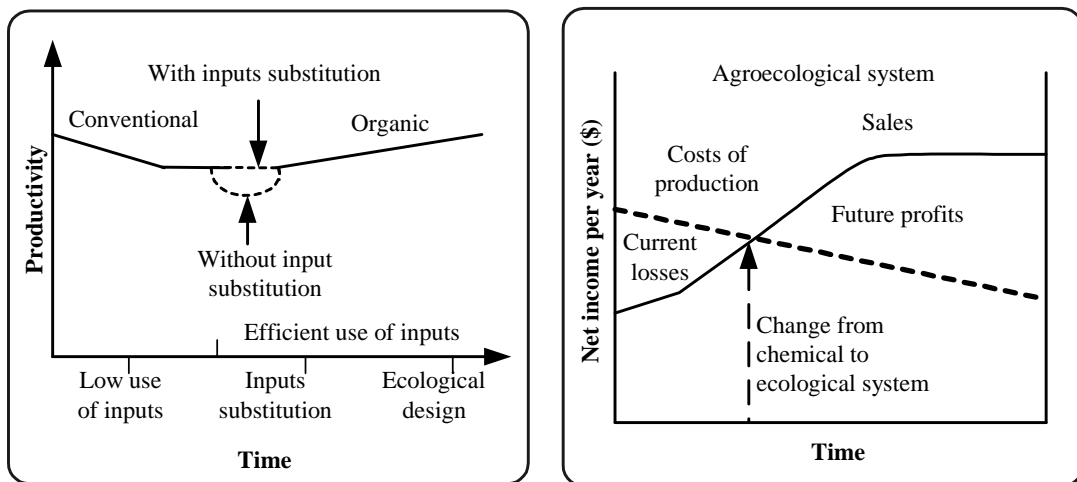 With inputs substitution
Conventional
Organic
Productivity
Without input
substitution
Efficient use of inputs
Low use
of inputs
Inputs
substitution
Ecological
design
Time
Agroecological system
Sales
Costs of
production
Net income per year ($)
Future profits
Current
losses
Change from
chemical to
ecological system
Time